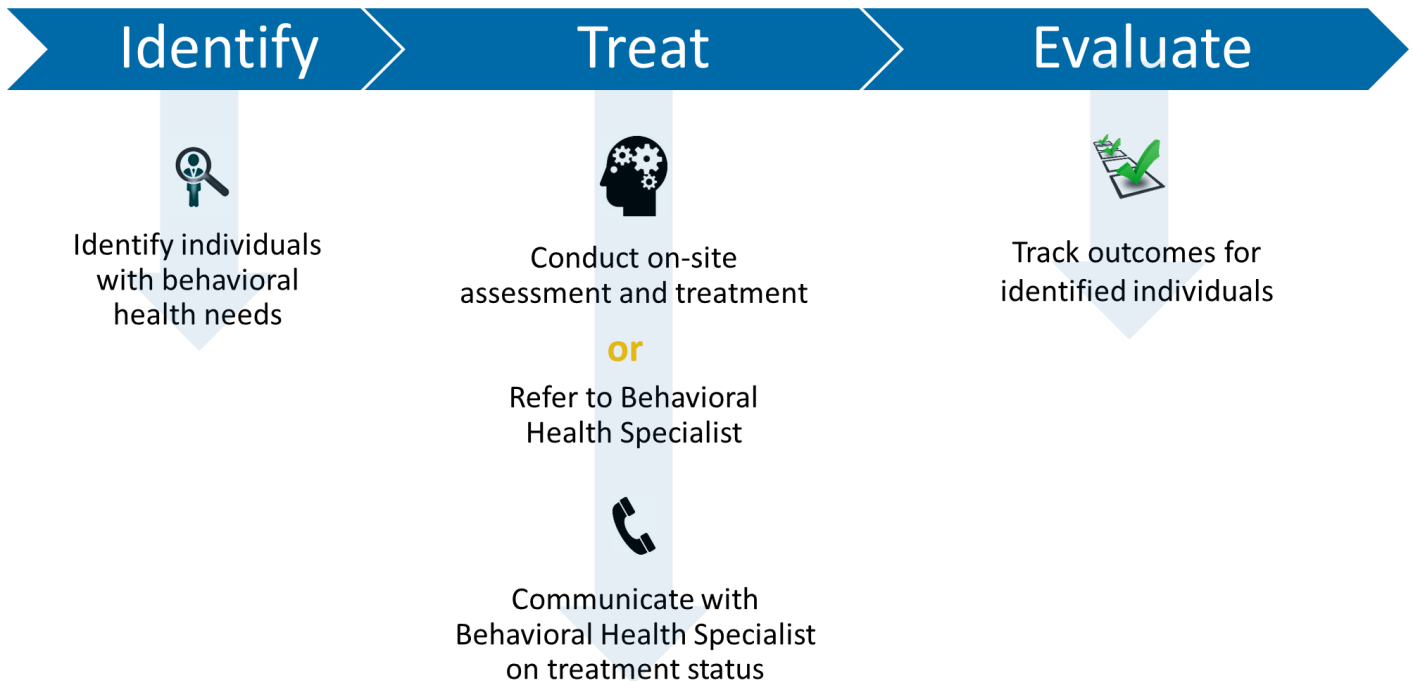 Identify
Treat
Evaluate
Identify individuals
with behavioral
health needs
Conduct on-site
assessment and treatment
or
Refer to Behavioral
Health Specialist
Communicate with
Behavioral Health Specialist
on treatment status
Track outcomes for
identified individuals